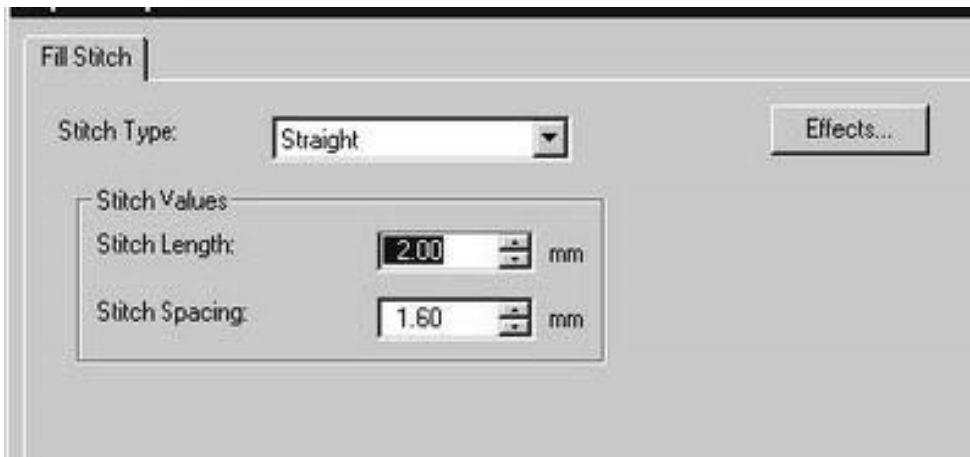 Fill Stitch
Stitch Type: Straight Effects...
Stitch Values
Stitch Length: 2.00 mm
Stitch Spacing: 1.60 mm